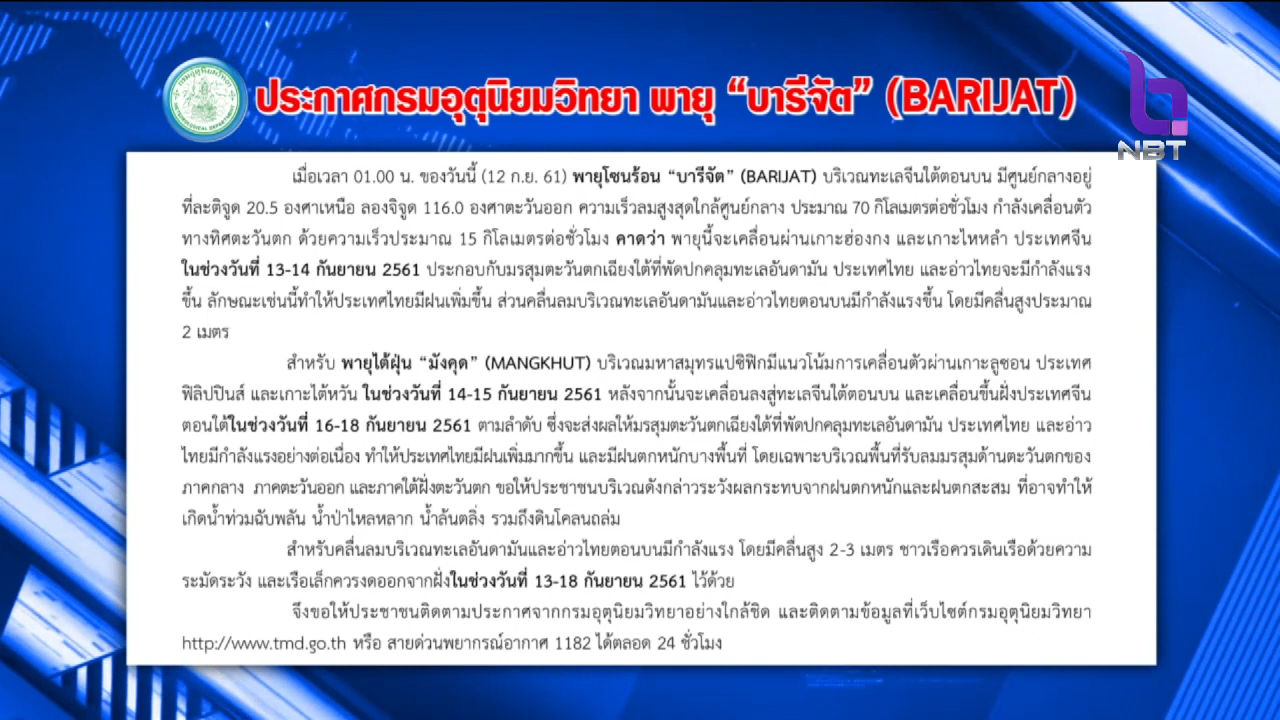 ประกาศกรมอุตุนิยมวิทยา พายุ “บารีจัต” (BARIJAT)
NBT
เมื่อเวลา 01.00 น. ของวันนี้ (12 ก.ย. 61) พายุโซนร้อน “บารีจัต” (BARIJAT) บริเวณทะเลจีนใต้ตอนบน มีศูนย์กลางอยู่
ที่ละติจูด 20.5 องศาเหนือ ลองจิจูด 116.0 องศาตะวันออก ความเร็วลมสูงสุดใกล้ศูนย์กลาง ประมาณ 70 กิโลเมตรต่อชั่วโมง กำลังเคลื่อนตัว
ทางทิศตะวันตก ด้วยความเร็วประมาณ 15 กิโลเมตรต่อชั่วโมง คาดว่า พายุนี้จะเคลื่อนผ่านเกาะฮ่องกง และเกาะไหหลำ ประเทศจีน
ในช่วงวันที่ 13-14 กันยายน 2561 ประกอบกับมรสุมตะวันตกเฉียงใต้ที่พัดปกคลุมทะเลอันดามัน ประเทศไทย และอ่าวไทยจะมีกำลังแรง
ขึ้น ลักษณะเช่นนี้ทำให้ประเทศไทยมีฝนเพิ่มขึ้น ส่วนคลื่นลมบริเวณทะเลอันดามันและอ่าวไทยตอนบนมีกำลังแรงขึ้น โดยมีคลื่นสูงประมาณ
2 เมตร
สำหรับ พายุไต้ฝุ่น “มังคุด” (MANGKHUT) บริเวณมหาสมุทรแปซิฟิกมีแนวโน้มการเคลื่อนตัวผ่านเกาะลูซอน ประเทศ
ฟิลิปปินส์ และเกาะไต้หวัน ในช่วงวันที่ 14-15 กันยายน 2561 หลังจากนั้นจะเคลื่อนลงสู่ทะเลจีนใต้ตอนบน และเคลื่อนขึ้นฝั่งประเทศจีน
ตอนใต้ในช่วงวันที่ 16-18 กันยายน 2561 ตามลำดับ ซึ่งจะส่งผลให้มรสุมตะวันตกเฉียงใต้ที่พัดปกคลุมทะเลอันดามัน ประเทศไทย และอ่าว
ไทยมีกำลังแรงอย่างต่อเนื่อง ทำให้ประเทศไทยมีฝนเพิ่มมากขึ้น และมีฝนตกหนักบางพื้นที่ โดยเฉพาะบริเวณพื้นที่รับลมมรสุมด้านตะวันตกของ
ภาคกลาง ภาคตะวันออก และภาคใต้ฝั่งตะวันตก ขอให้ประชาชนบริเวณดังกล่าวระวังผลกระทบจากฝนตกหนักและฝนตกสะสม ที่อาจทำให้
เกิดน้ำท่วมฉับพลัน น้ำป่าไหลหลาก น้ำล้นตลิ่ง รวมถึงดินโคลนถล่ม
สำหรับคลื่นลมบริเวณทะเลอันดามันและอ่าวไทยตอนบนมีกำลังแรง โดยมีคลื่นสูง 2-3 เมตร ชาวเรือควรเดินเรือด้วยความ
ระมัดระวัง และเรือเล็กควรงดออกจากฝั่งในช่วงวันที่ 13-18 กันยายน 2561 ไว้ด้วย
จึงขอให้ประชาชนติดตามประกาศจากกรมอุตุนิยมวิทยาอย่างใกล้ชิด และติดตามข้อมูลที่เว็บไซต์กรมอุตุนิยมวิทยา
http://www.tmd.go.th หรือ สายด่วนพยากรณ์อากาศ 1182 ได้ตลอด 24 ชั่วโมง